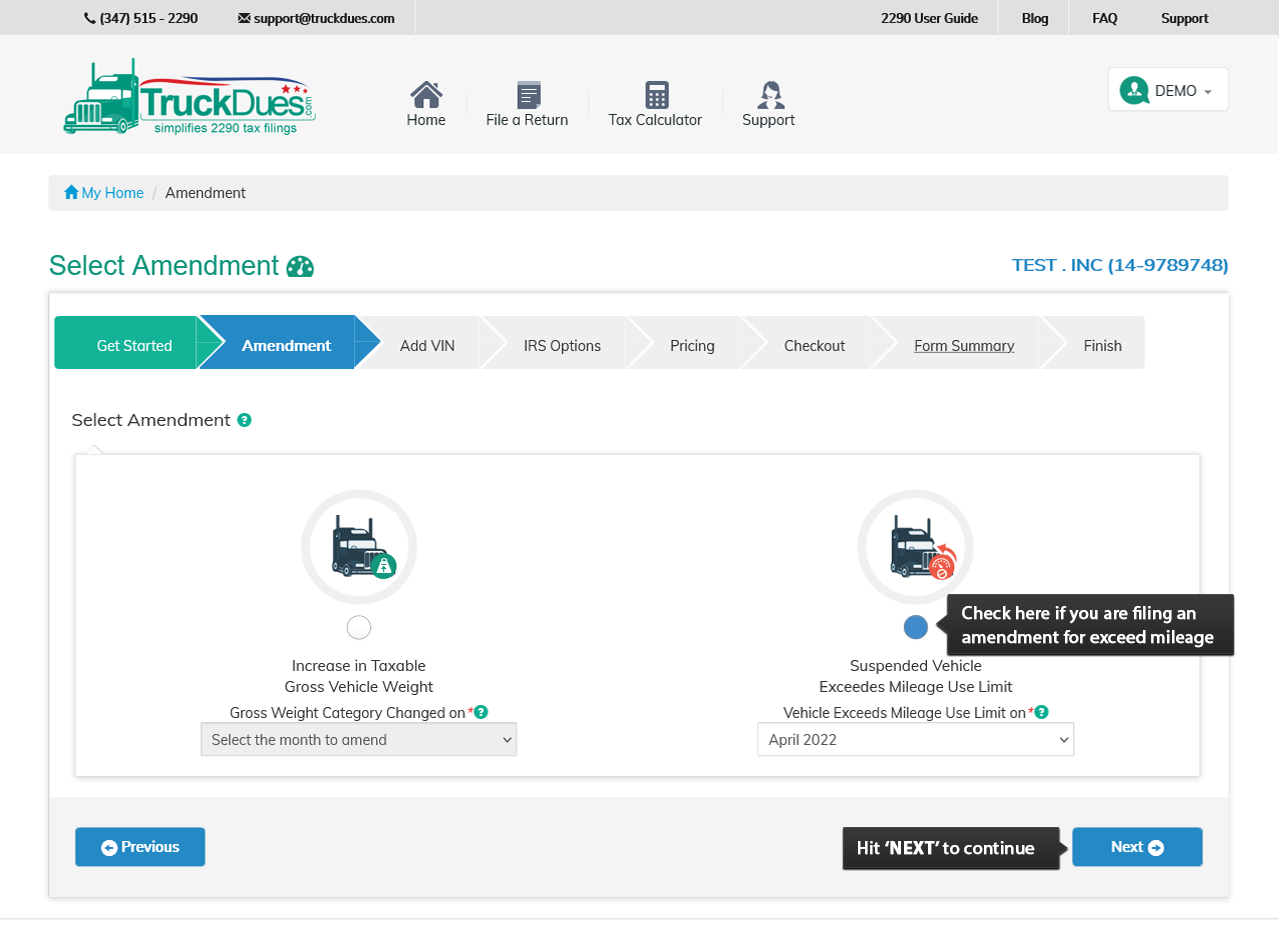 (347) 515 - 2290
support@truckdues.com
2290 User Guide
Blog
FAQ
Support
TruckDues.com
simplifies 2290 tax filings
Home
File a Return
Tax Calculator
Support
DEMO
My Home / Amendment
Select Amendment
TEST . INC (14-9789748)
Get Started
Amendment
Add VIN
IRS Options
Pricing
Checkout
Form Summary
Finish
Select Amendment ?
Check here if you are filing an
amendment for exceed mileage
Increase in Taxable
Gross Vehicle Weight
Gross Weight Category Changed on * ?
Select the month to amend
Suspended Vehicle
Exceedes Mileage Use Limit
Vehicle Exceeds Mileage Use Limit on * ?
April 2022
Previous
Hit ‘NEXT’ to continue
Next